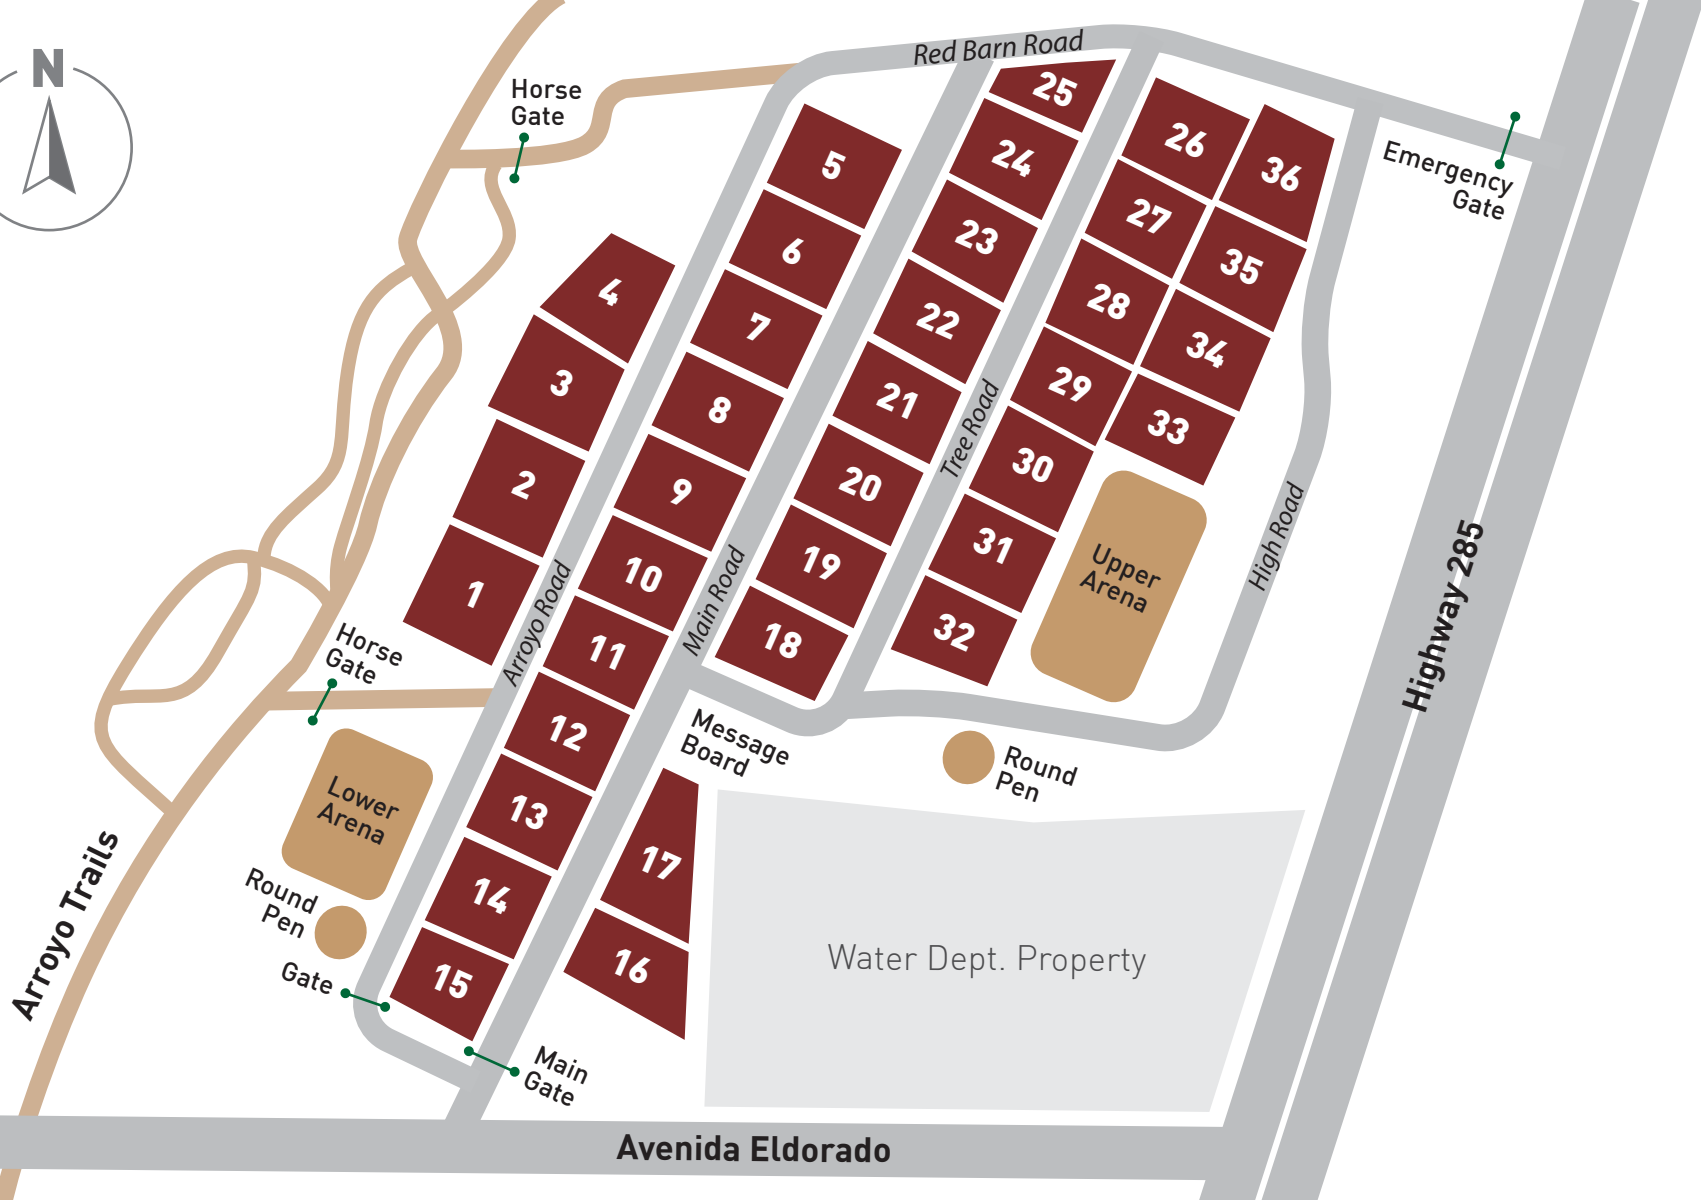 N
Horse
Gate
Red Barn Road
25
5
24
26
36
Emergency
Gate
6
23
27
35
4
7
22
28
34
3
8
21
29
33
Tree Road
2
9
20
30
High Road
Highway 285
1
10
19
31
Upper
Arena
Arroyo Road
Main Road
11
18
32
Horse
Gate
12
Message
Board
Round
Pen
Lower
Arena
13
17
Arroyo Trails
Round
Pen
14
16
Water Dept. Property
Gate
15
Main
Gate
Avenida Eldorado